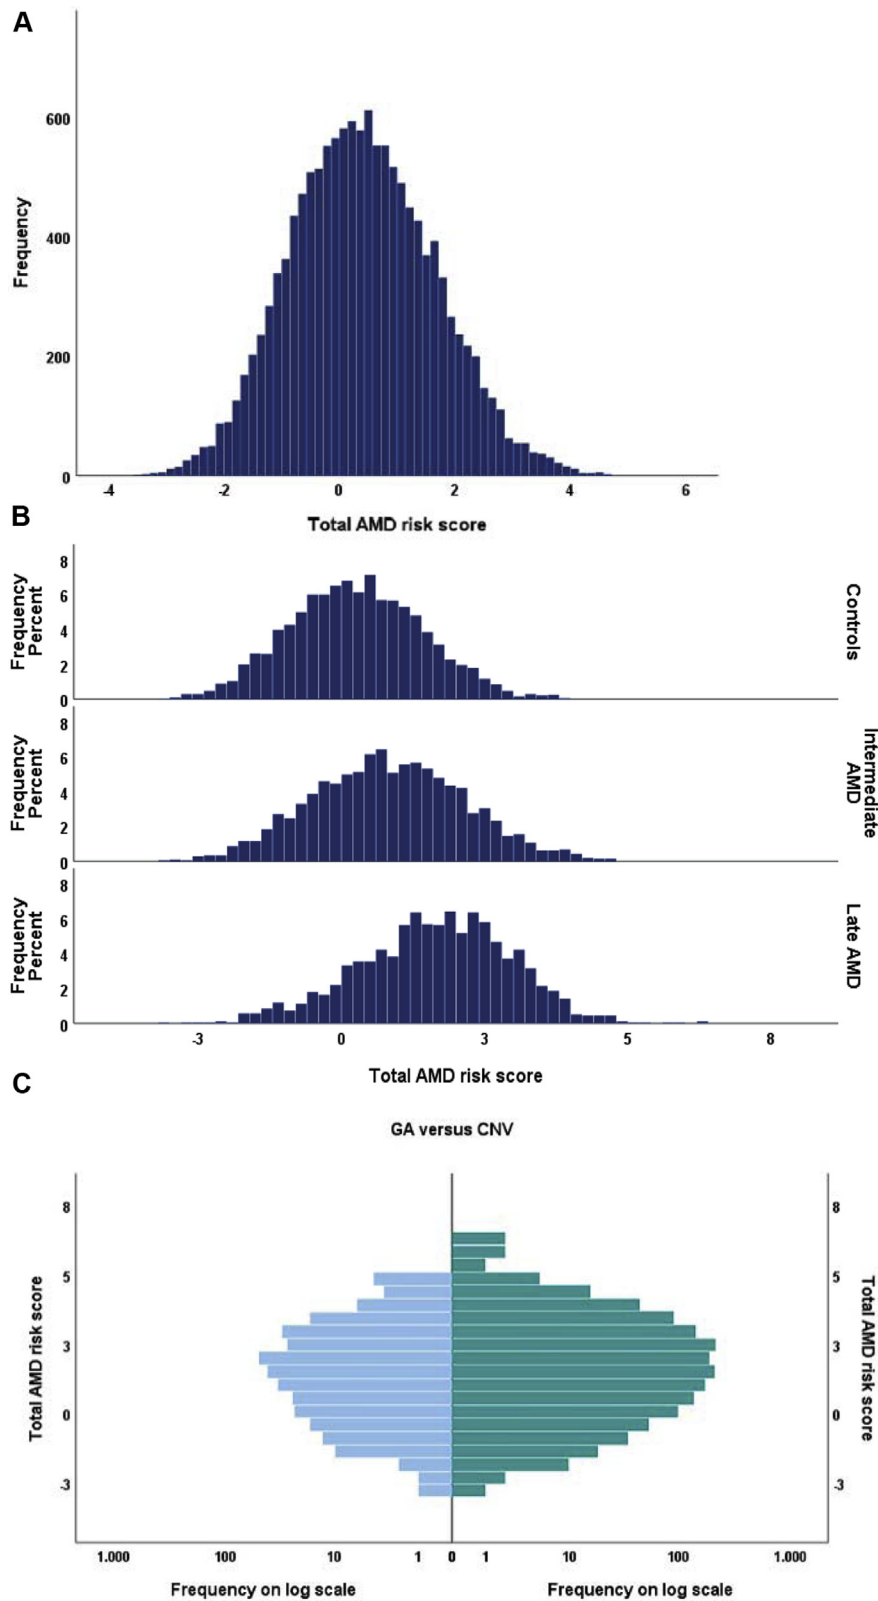 A
600
400
200
0
Frequency
-4 -2 0 2 4 6
Total AMD risk score
B
8
6
4
2
0
Frequency
Percent
Controls
8
6
4
2
0
Frequency
Percent
Intermediate
AMD
8
6
4
2
0
Frequency
Percent
Late AMD
-3 0 3 5 8
Total AMD risk score
C
GA versus CNV
8 8
5 5
3 3
0 0
-3 -3
Total AMD risk score
Total AMD risk score
1.000 100 10 1 0 1 10 100 1.000
Frequency on log scale Frequency on log scale